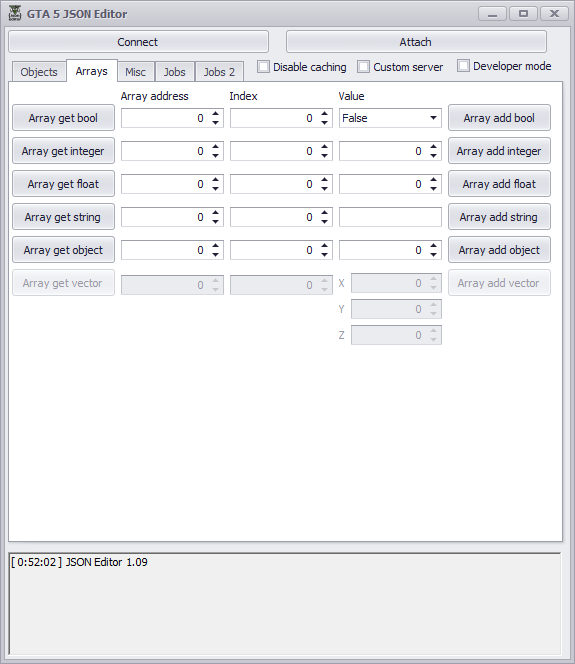 GTA 5 JSON Editor
Connect Attach
Objects Arrays Misc Jobs Jobs 2 Disable caching Custom server Developer mode
Array address Index Value
Array get bool 0 0 False Array add bool
Array get integer 0 0 0 Array add integer
Array get float 0 0 0 Array add float
Array get string 0 0 Array add string
Array get object 0 0 0 Array add object
Array get vector 0 0 X 0 Array add vector
Y 0
Z 0
[ 0:52:02 ] JSON Editor 1.09